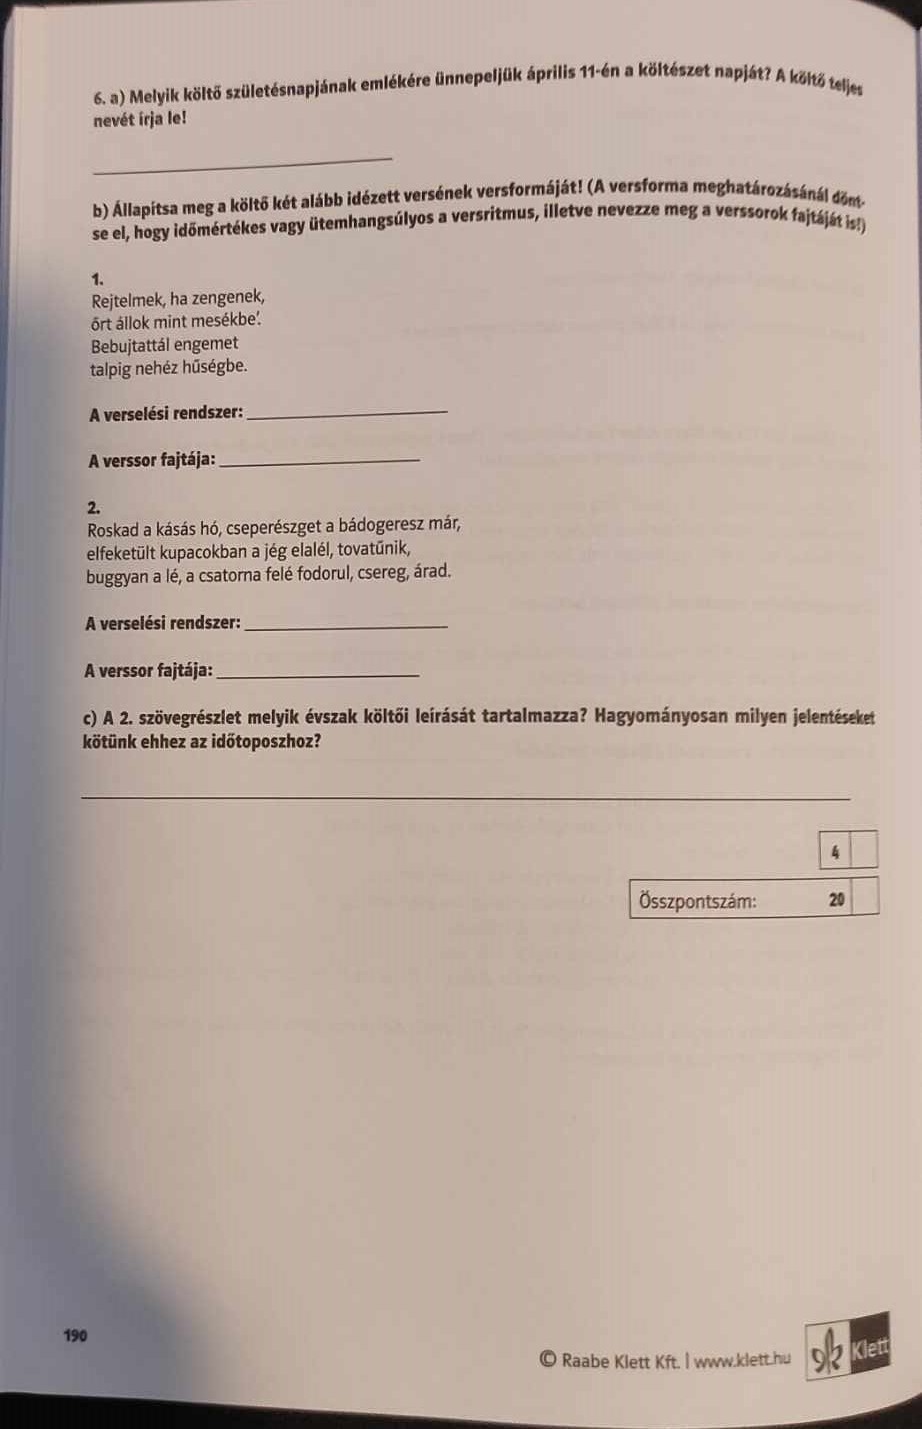 6. a) Melyik költő születésnapjának emlékére ünnepeljük április 11-én a költészet napját? A költő teljes
nevét írja le!
b) Állapítsa meg a költő két alább idézett versének versformáját! (A versforma meghatározásánál dönt-
se el, hogy időmértékes vagy ütemhangsúlyos a versritmus, illetve nevezze meg a verssorok fajtáját is!)
1.
Rejtelmek, ha zengenek,
őrt állok mint mesékbe'.
Bebujtattál engemet
talpig nehéz hűségbe.
A verselési rendszer:
A verssor fajtája:
2.
Roskad a kásás hó, cseperészget a bádogeresz már,
elfeketült kupacokban a jég elalél, tovatűnik,
buggyan a lé, a csatorna felé fodorul, csereg, árad.
A verselési rendszer:
A verssor fajtája:
c) A 2. szövegrészlet melyik évszak költői leírását tartalmazza? Hagyományosan milyen jelentéseket
kötünk ehhez az időtoposzhoz?
4
Összpontszám: 20
190
© Raabe Klett Kft. | www.klett.hu
Klett